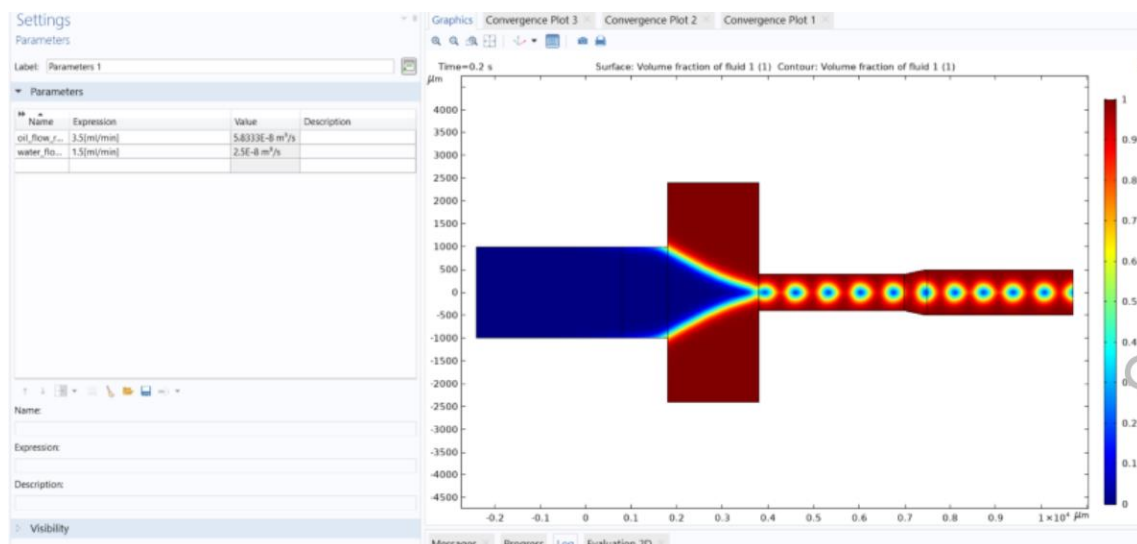 Settings
Parameters
Label: Parameters 1
Parameters
Name Expression Value Description
oil_flow_r... 3.5[ml/min] 5.8333E-8 m³/s
water_flo... 1.5[ml/min] 2.5E-8 m³/s
Name:
Expression:
Description:
Visibility
Graphics Convergence Plot 3 Convergence Plot 2 Convergence Plot 1
Time=0.2 s Surface: Volume fraction of fluid 1 (1) Contour: Volume fraction of fluid 1 (1)
μm
4000
3500
3000
2500
2000
1500
1000
500
0
-500
-1000
-1500
-2000
-2500
-3000
-3500
-4000
-4500
-0.2 -0.1 0 0.1 0.2 0.3 0.4 0.5 0.6 0.7 0.8 0.9 1×10⁴ μm
1
0.9
0.8
0.7
0.6
0.5
0.4
0.3
0.2
0.1
0
Messages Progress Log Evaluation 2D